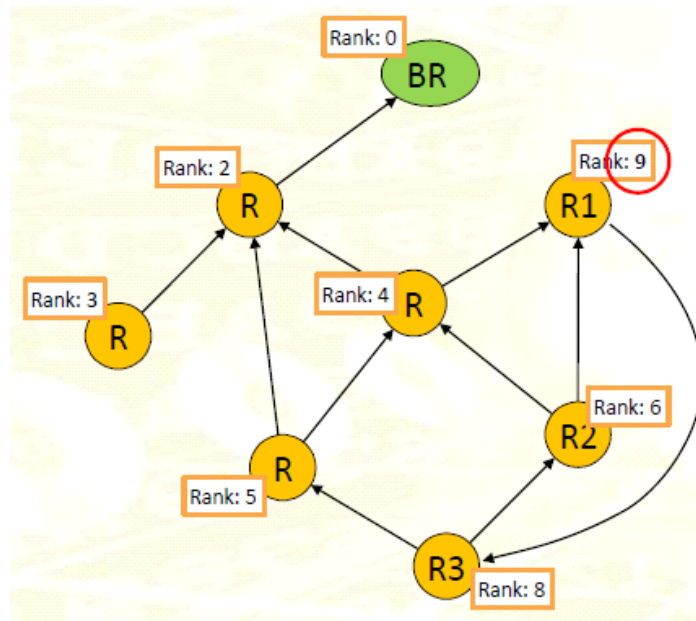 Rank: 0
BR
Rank: 2
R
Rank: 9
R1
Rank: 3
R
Rank: 4
R
Rank: 6
R2
R
Rank: 5
R3
Rank: 8